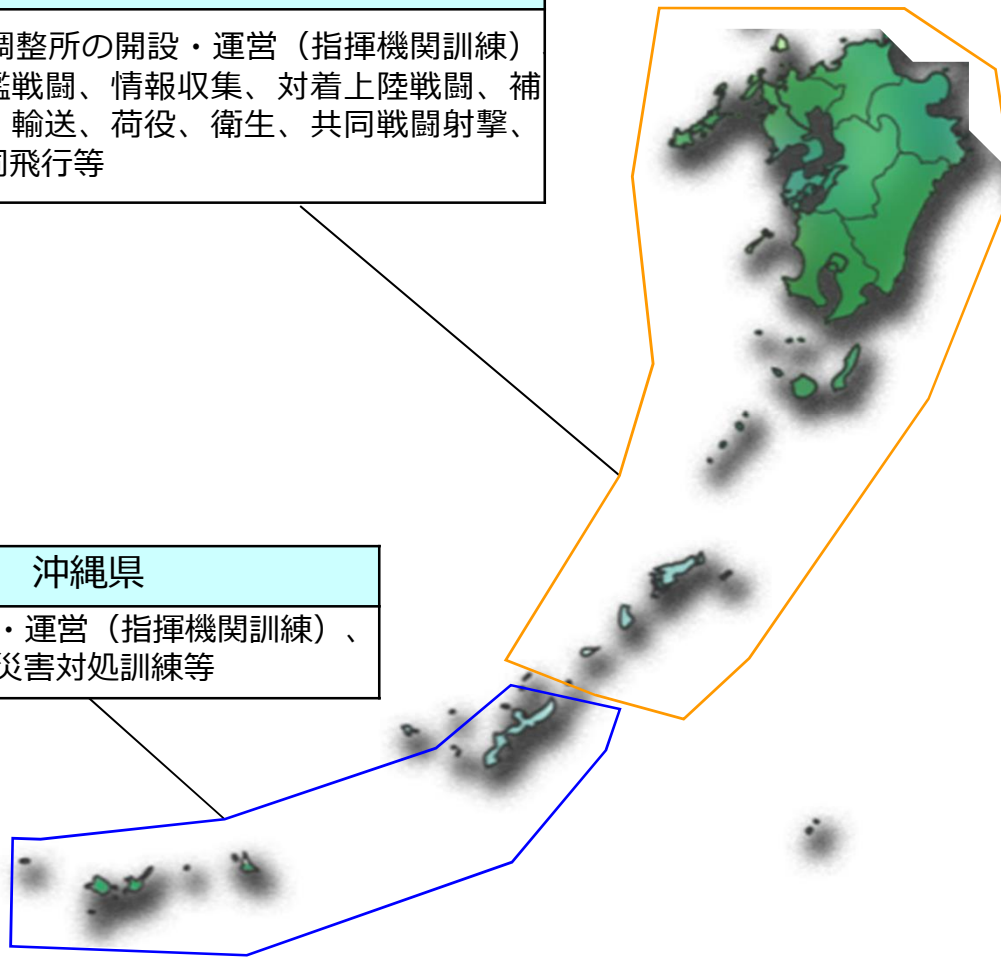 調整所の開設・運営（指揮機関訓練）
戦闘、情報収集、対着上陸戦闘、補
輸送、荷役、衛生、共同戦闘射撃、
飛行等
沖縄県
・運営（指揮機関訓練）、
災害対処訓練等